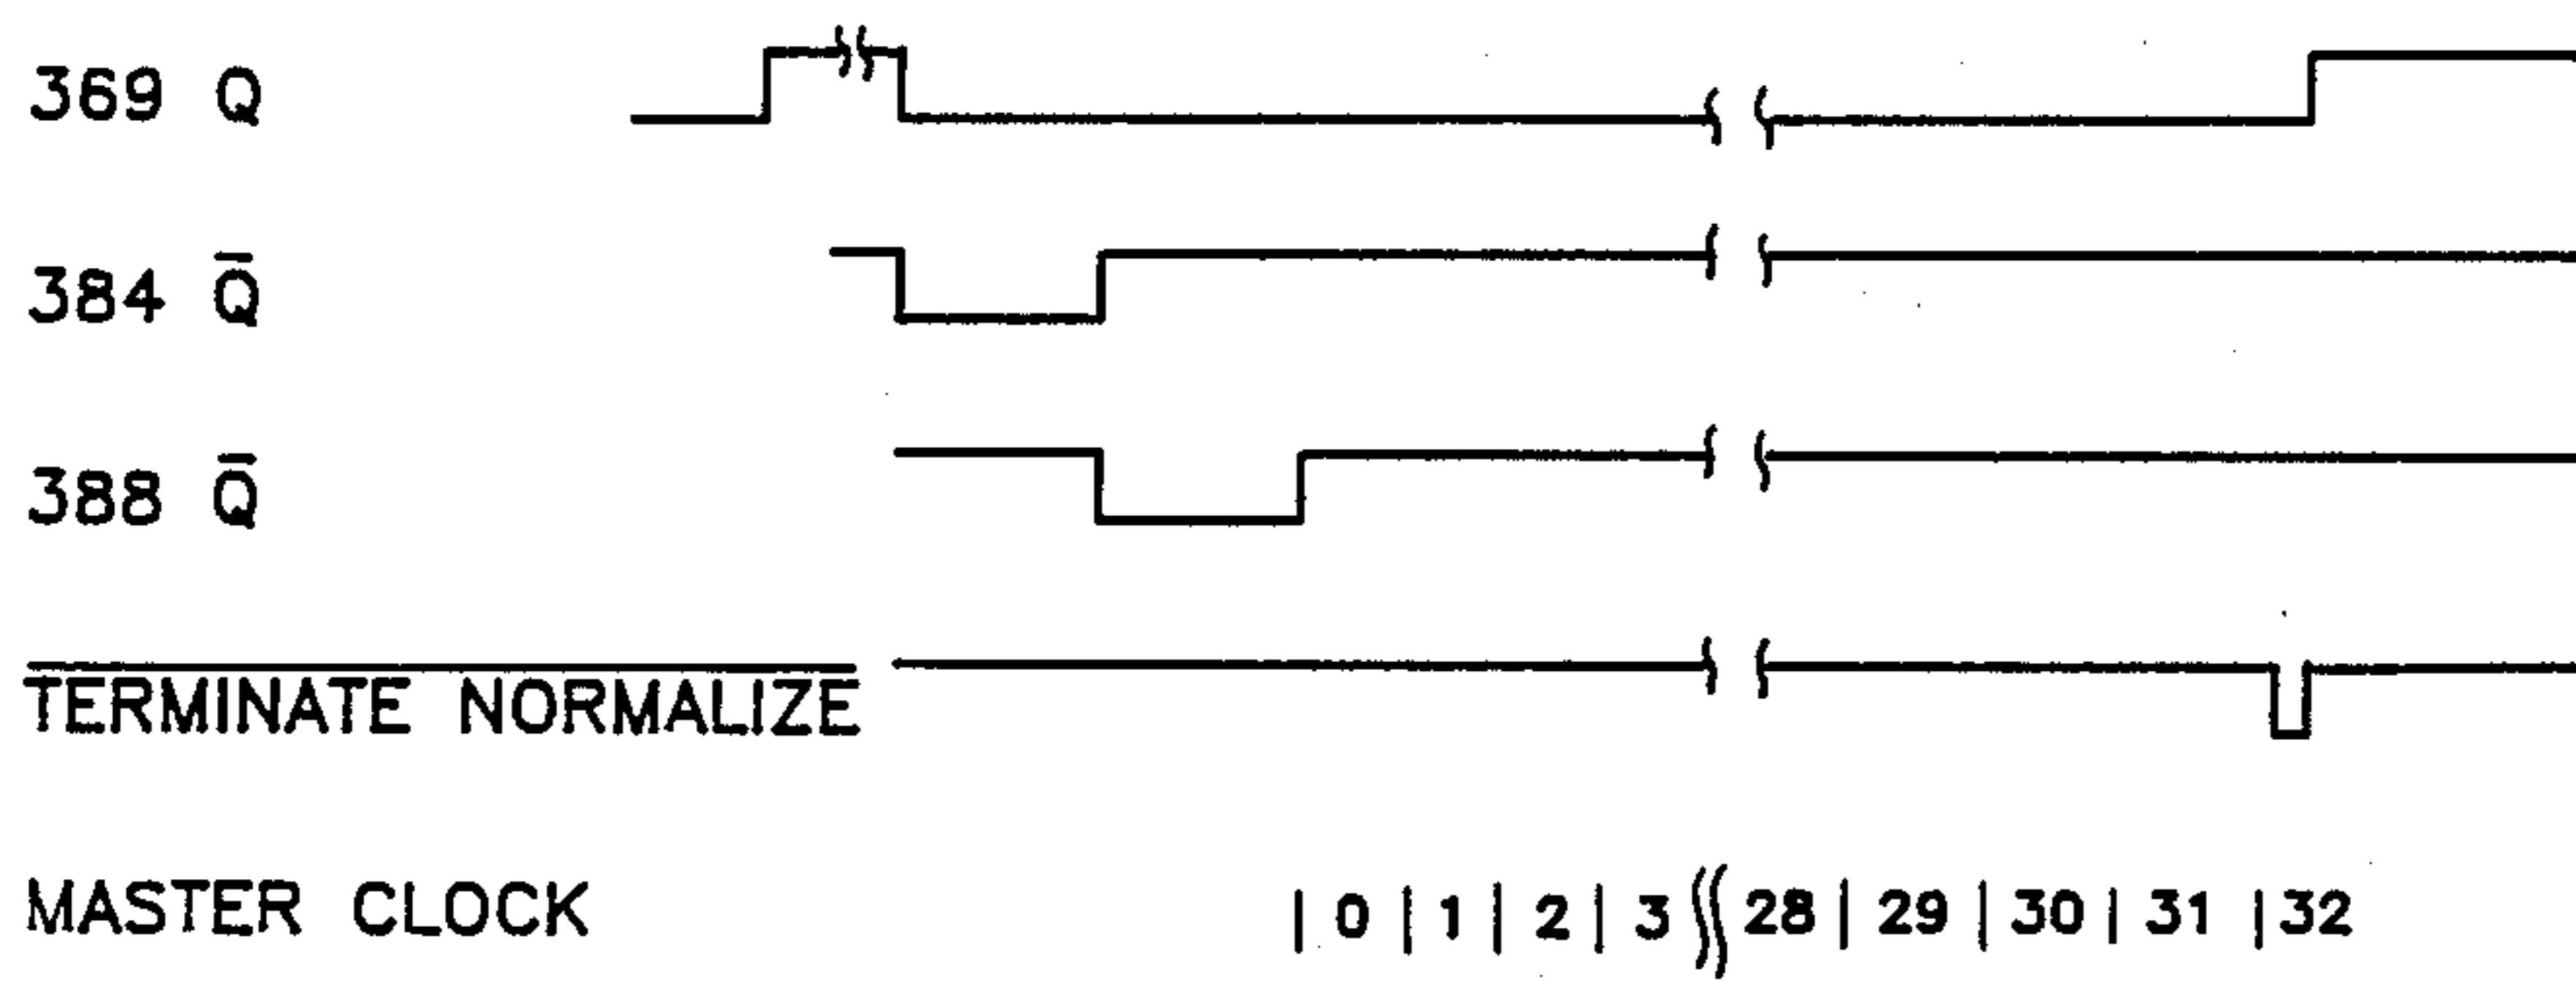 369 Q
384 Q̅
388 Q̅
TERMINATE NORMALIZE
MASTER CLOCK | 0 | 1 | 2 | 3 28 | 29 | 30 | 31 | 32